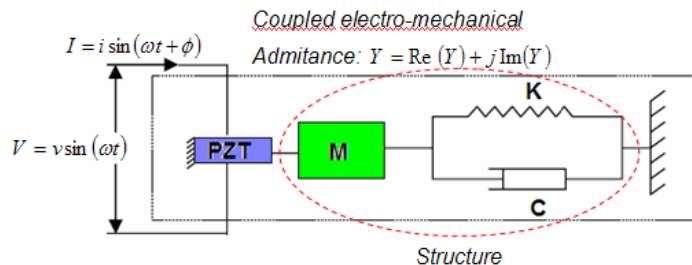 Coupled electro-mechanical
I = i sin(ωt + ϕ)
Admitance: Y = Re (Y) + j Im(Y)
K
V = v sin (ωt)
PZT
M
C
Structure